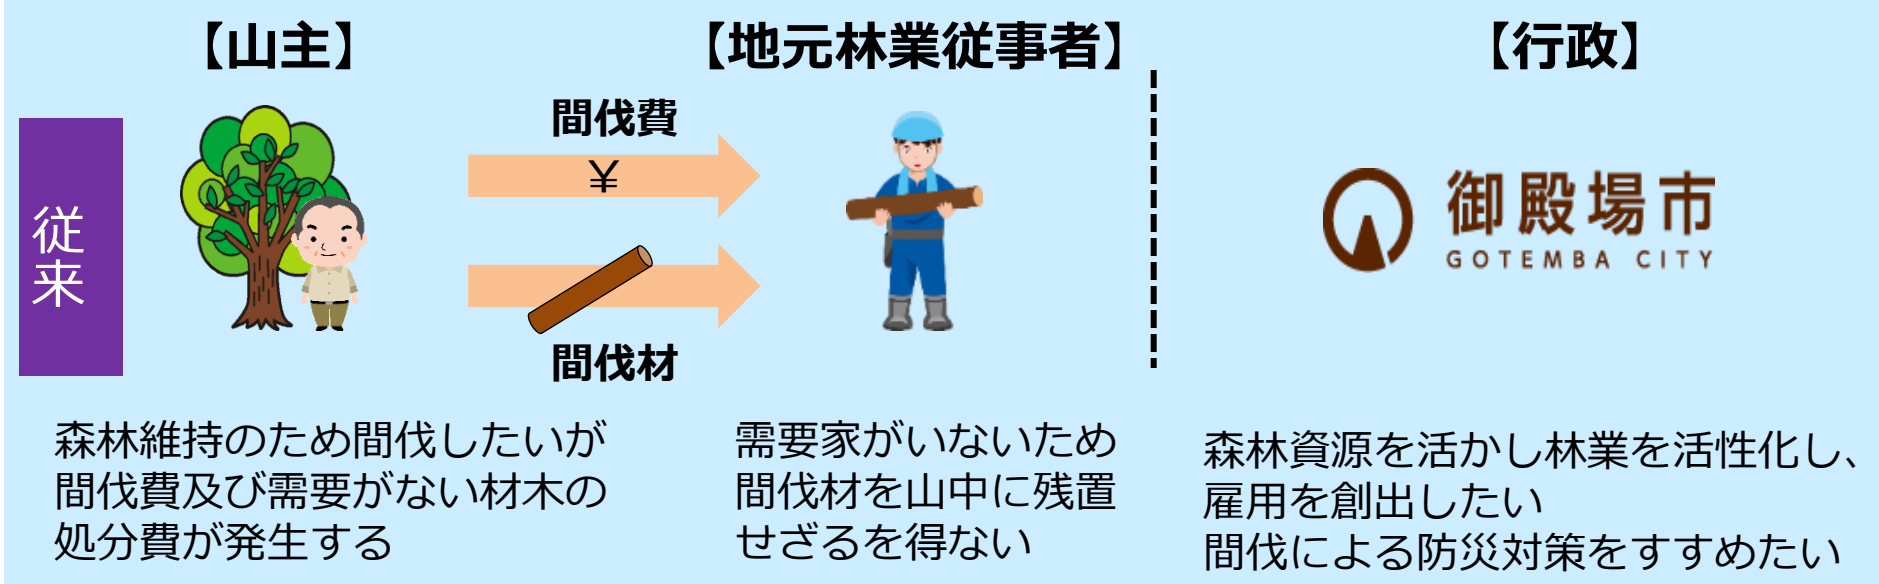 【山主】
【地元林業従事者】
【行政】
従来
間伐費
¥
間伐材
御殿場市
GOTEMBA CITY
森林維持のため間伐したいが
間伐費及び需要がない材木の
処分費が発生する
需要家がいないため
間伐材を山中に残置
せざるを得ない
森林資源を活かし林業を活性化し、
雇用を創出したい
間伐による防災対策をすすめたい